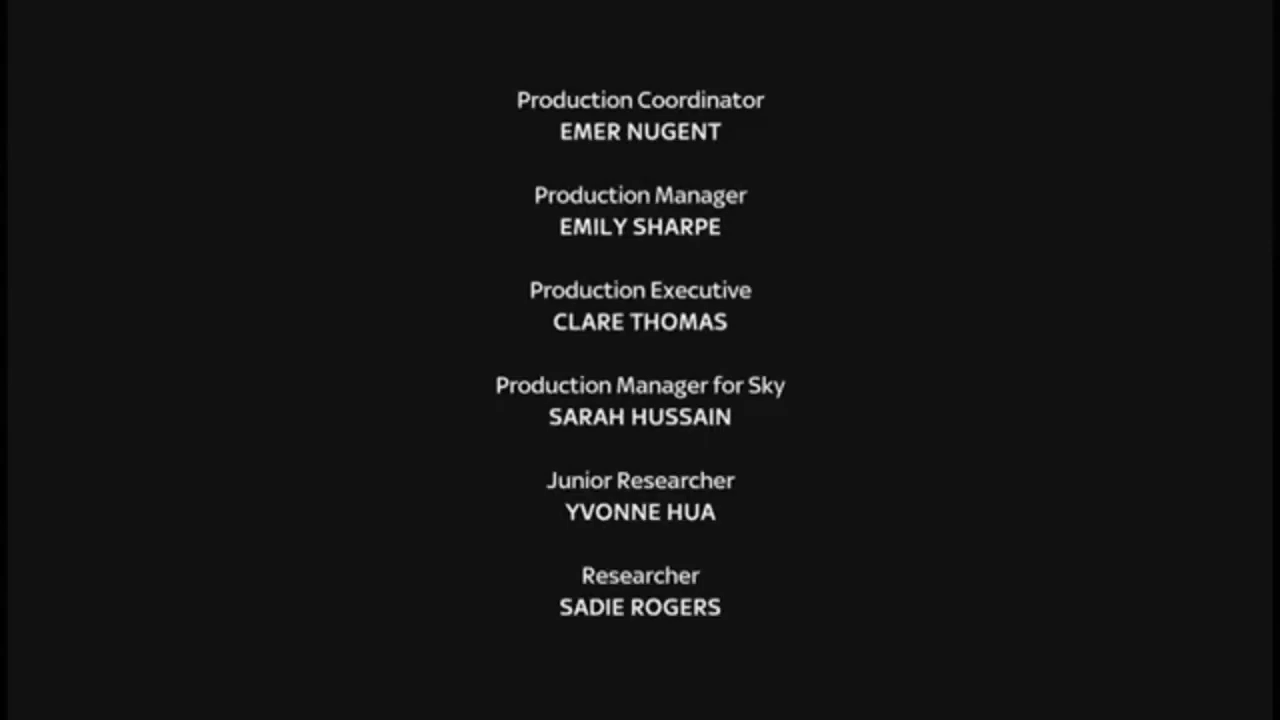 Production Coordinator
EMER NUGENT
Production Manager
EMILY SHARPE
Production Executive
CLARE THOMAS
Production Manager for Sky
SARAH HUSSAIN
Junior Researcher
YVONNE HUA
Researcher
SADIE ROGERS